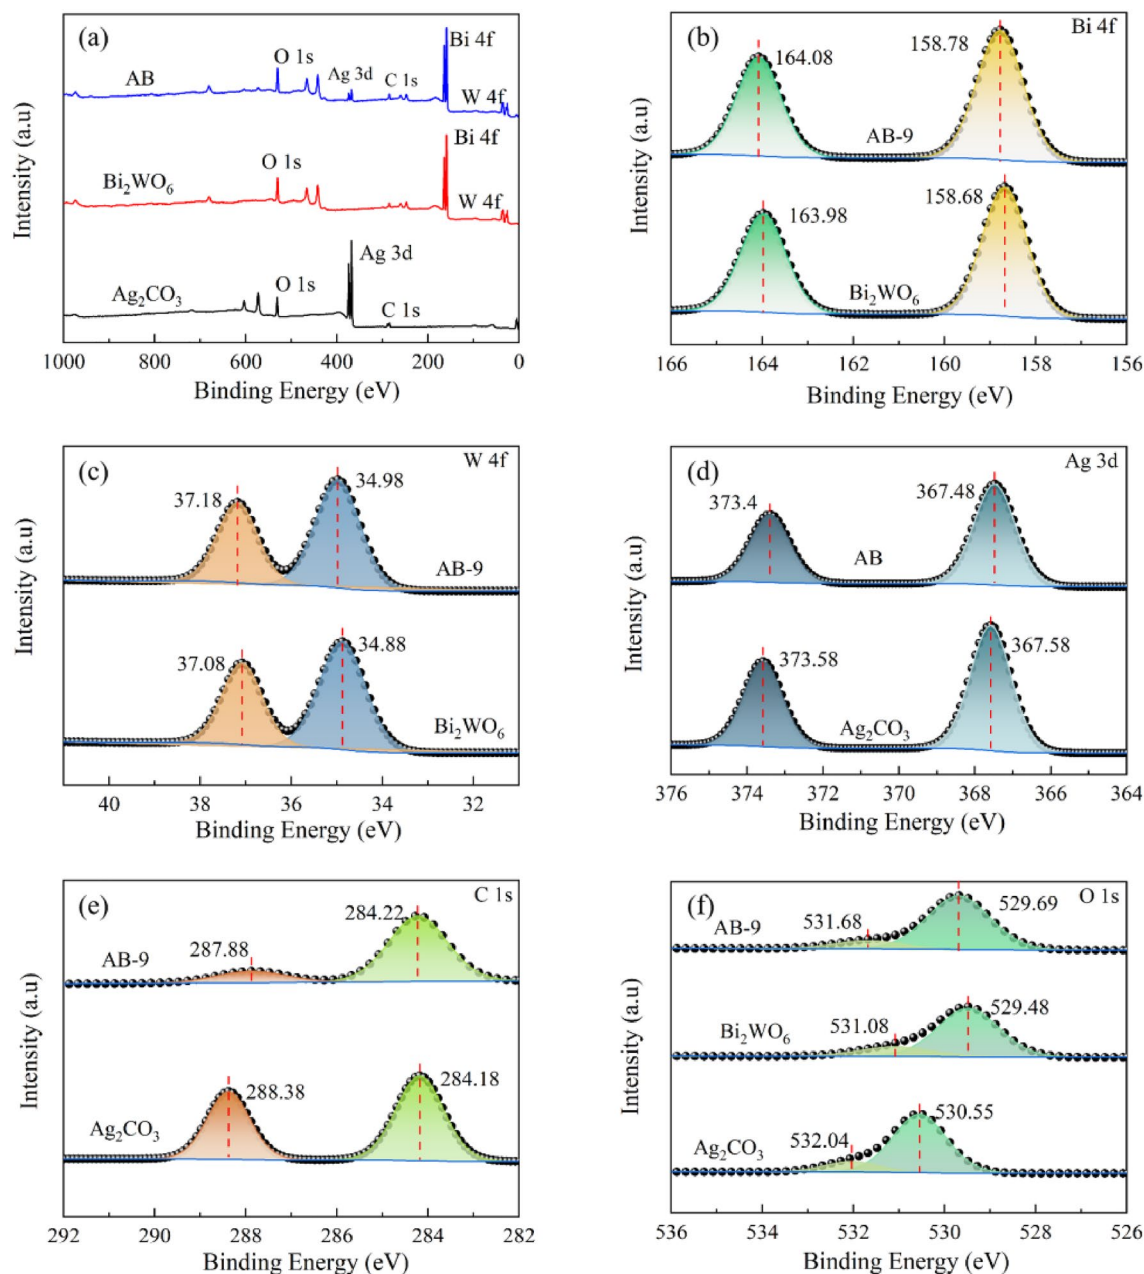 (a)
Bi 4f
O 1s
AB
Ag 3d
C 1s
W 4f
Bi 4f
O 1s
Bi₂WO₆
W 4f
Ag 3d
O 1s
Ag₂CO₃
C 1s
1000 800 600 400 200 0
Binding Energy (eV)
Intensity (a.u)
(b)
Bi 4f
164.08
158.78
AB-9
163.98
158.68
Bi₂WO₆
166 164 162 160 158 156
Binding Energy (eV)
Intensity (a.u)
(c)
W 4f
37.18
34.98
AB-9
37.08
34.88
Bi₂WO₆
40 38 36 34 32
Binding Energy (eV)
Intensity (a.u)
(d)
Ag 3d
373.4
367.48
AB
373.58
367.58
Ag₂CO₃
376 374 372 370 368 366 364
Binding Energy (eV)
Intensity (a.u)
(e)
C 1s
284.22
AB-9
287.88
288.38
284.18
Ag₂CO₃
292 290 288 286 284 282
Binding Energy (eV)
Intensity (a.u)
(f)
O 1s
AB-9
531.68
529.69
Bi₂WO₆
531.08
529.48
Ag₂CO₃
532.04
530.55
536 534 532 530 528 526
Binding Energy (eV)
Intensity (a.u)